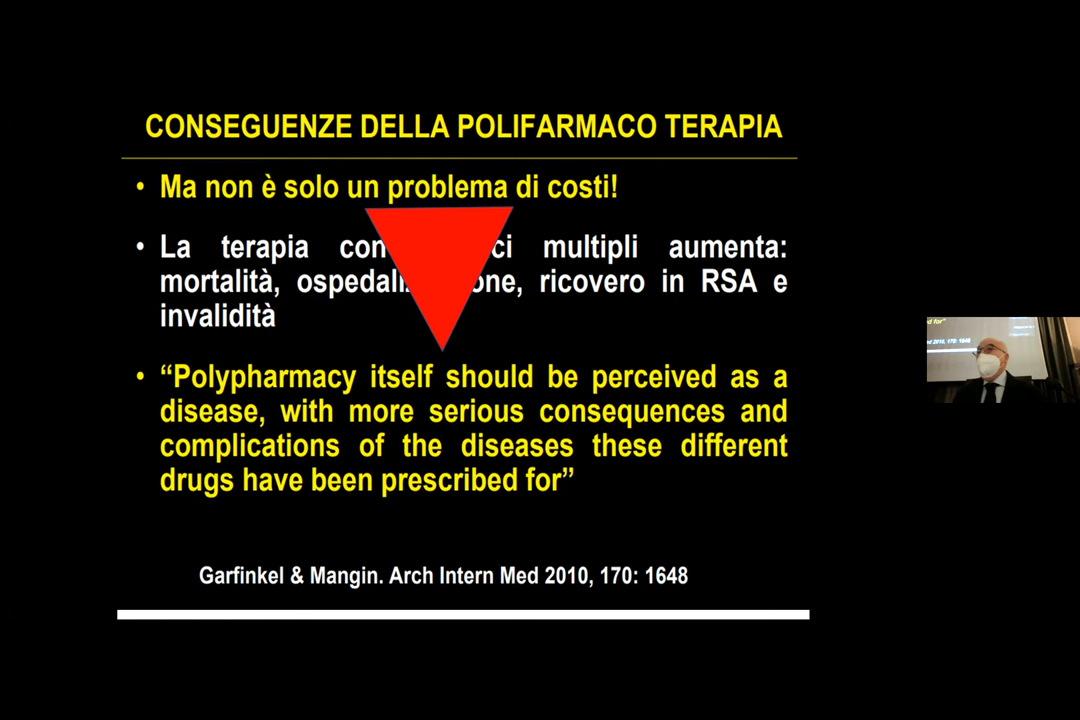 CONSEGUENZE DELLA POLIFARMACO TERAPIA
• Ma non è solo un problema di costi!
• La terapia con ci multipli aumenta:
mortalità, ospedaliz one, ricovero in RSA e
invalidità
• “Polypharmacy itself should be perceived as a
disease, with more serious consequences and
complications of the diseases these different
drugs have been prescribed for”
Garfinkel & Mangin. Arch Intern Med 2010, 170: 1648